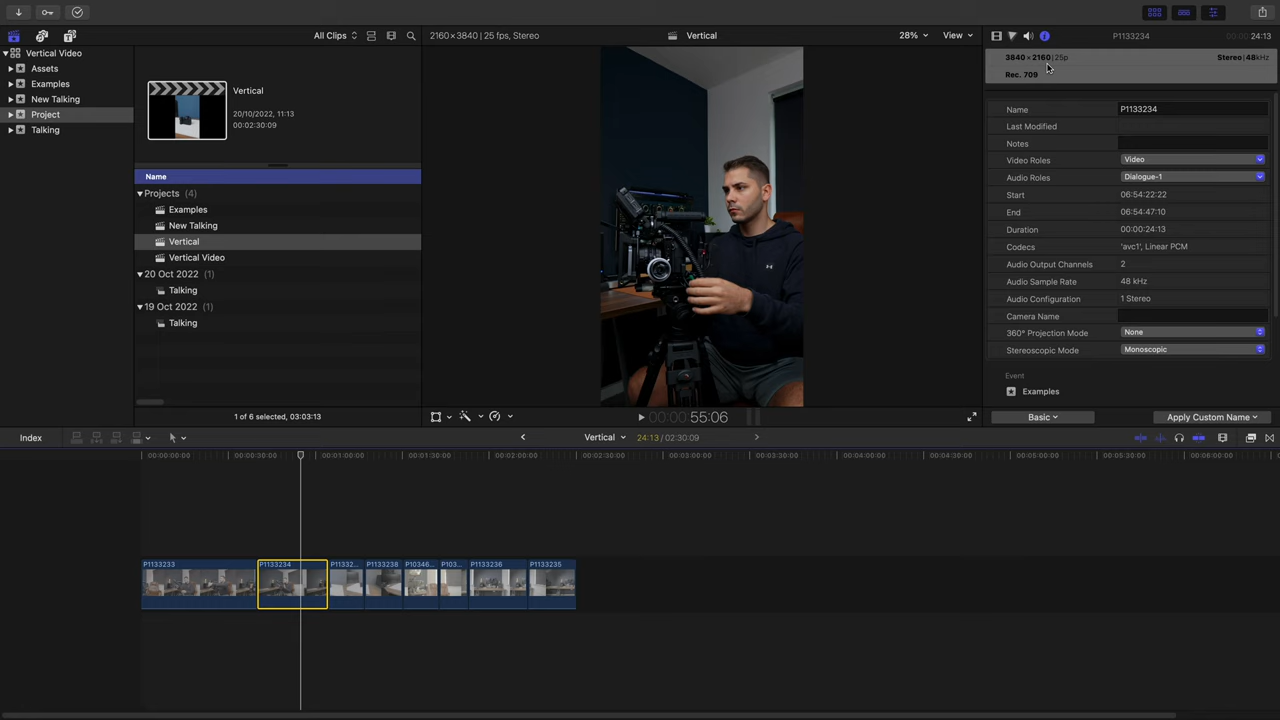 All Clips
2160×3840 | 25 fps, Stereo
Vertical
28%
View
P1133234
24:13
Vertical Video
Assets
Examples
New Talking
Project
Talking
Vertical
20/10/2022, 11:13
00:02:30:09
Name
Projects (4)
Examples
New Talking
Vertical
Vertical Video
20 Oct 2022 (1)
Talking
19 Oct 2022 (1)
Talking
1 of 6 selected, 03:03:13
55:06
3840 × 2160 | 25p
Stereo | 48kHz
Rec. 709
Name P1133234
Last Modified
Notes
Video Roles Video
Audio Roles Dialogue-1
Start 06:54:22:22
End 06:54:47:10
Duration 00:00:24:13
Codecs 'avc1', Linear PCM
Audio Output Channels 2
Audio Sample Rate 48 kHz
Audio Configuration 1 Stereo
Camera Name
360° Projection Mode None
Stereoscopic Mode Monoscopic
Event
Examples
Basic
Apply Custom Name
Index
Vertical
24:13 / 02:30:09
00:00:00:00 00:00:30:00 00:01:00:00 00:01:30:00 00:02:00:00 00:02:30:00 00:03:00:00 00:03:30:00 00:04:00:00 00:04:30:00 00:05:00:00 00:05:30:00 00:06:00:00
P1133233 P1133234 P11332... P1133238 P10346... P103... P1133236 P1133235